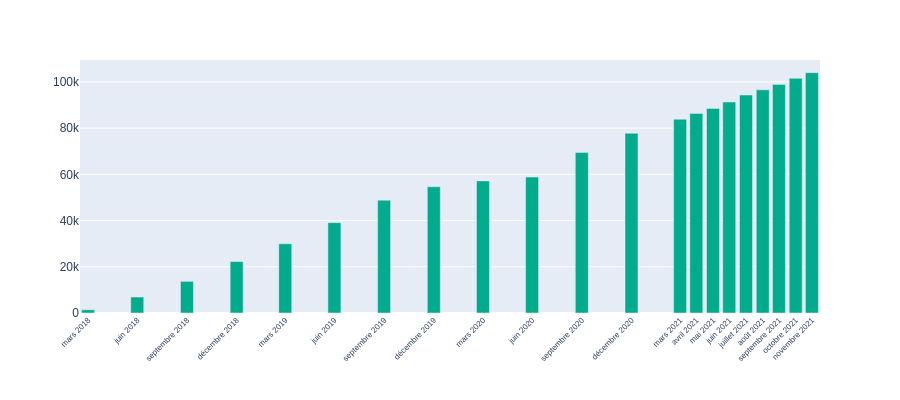 100k
80k
60k
40k
20k
0
mars 2018
juin 2018
septembre 2018
décembre 2018
mars 2019
juin 2019
septembre 2019
décembre 2019
mars 2020
juin 2020
septembre 2020
décembre 2020
mars 2021
avril 2021
mai 2021
juin 2021
juillet 2021
août 2021
septembre 2021
octobre 2021
novembre 2021